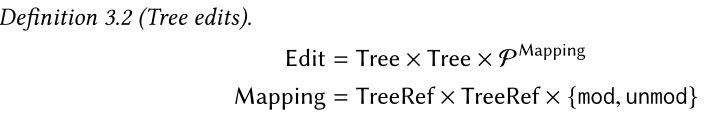 Definition 3.2 (Tree edits).
Edit = Tree × Tree × 𝒫^Mapping
Mapping = TreeRef × TreeRef × {mod, unmod}